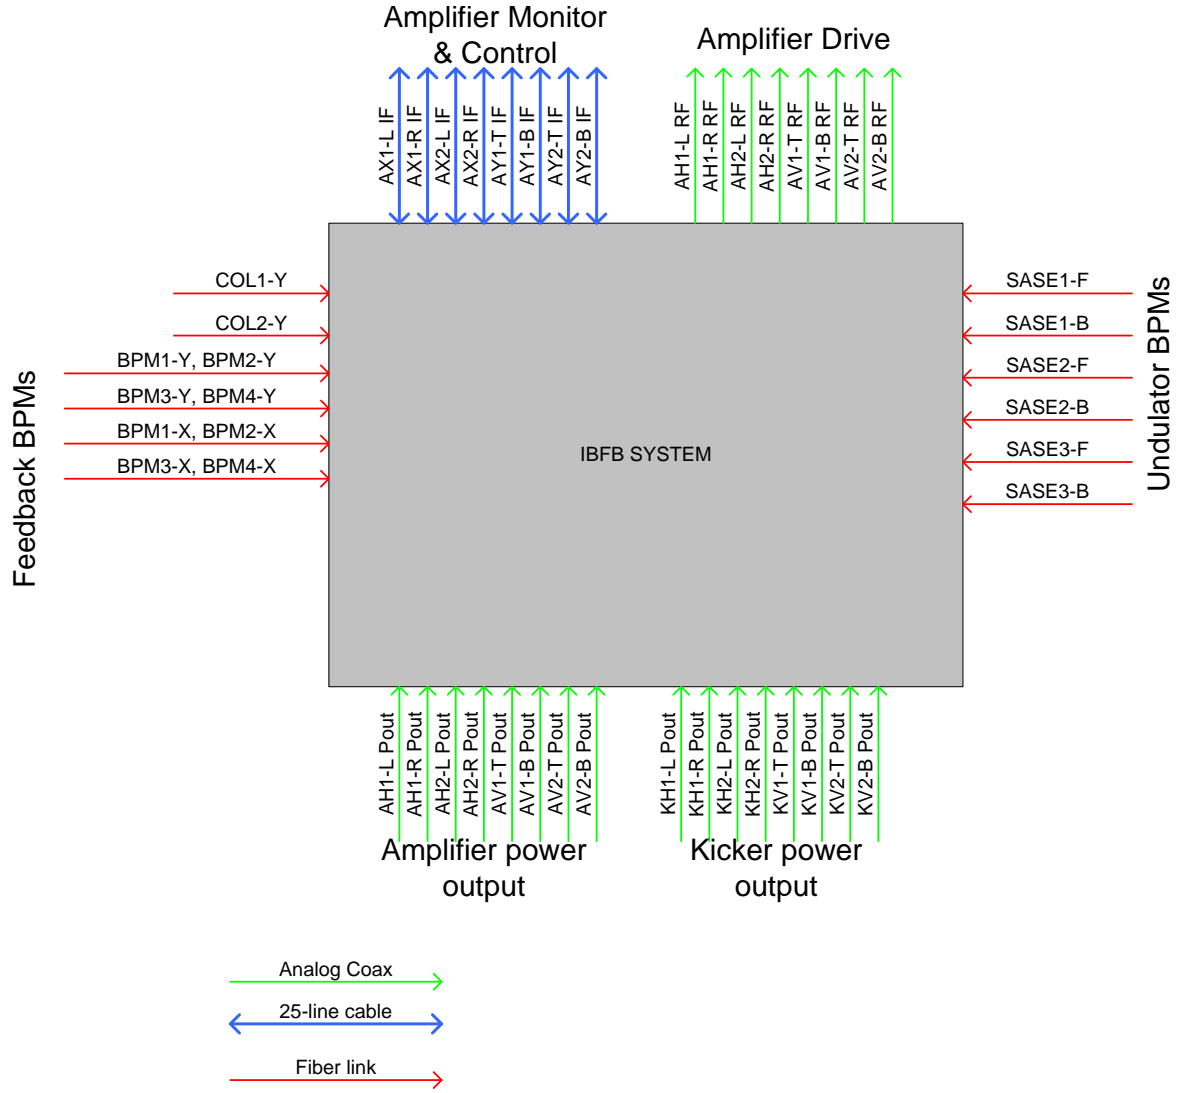 Amplifier Monitor
& Control
Amplifier Drive
AX1-L IF
AX1-R IF
AX2-L IF
AX2-R IF
AY1-T IF
AY1-B IF
AY2-T IF
AY2-B IF
AH1-L RF
AH1-R RF
AH2-L RF
AH2-R RF
AV1-T RF
AV1-B RF
AV2-T RF
AV2-B RF
Feedback BPMs
COL1-Y
COL2-Y
BPM1-Y, BPM2-Y
BPM3-Y, BPM4-Y
BPM1-X, BPM2-X
BPM3-X, BPM4-X
IBFB SYSTEM
SASE1-F
SASE1-B
SASE2-F
SASE2-B
SASE3-F
SASE3-B
Undulator BPMs
AH1-L Pout
AH1-R Pout
AH2-L Pout
AH2-R Pout
AV1-T Pout
AV1-B Pout
AV2-T Pout
AV2-B Pout
KH1-L Pout
KH1-R Pout
KH2-L Pout
KH2-R Pout
KV1-T Pout
KV1-B Pout
KV2-T Pout
KV2-B Pout
Amplifier power
output
Kicker power
output
Analog Coax
25-line cable
Fiber link